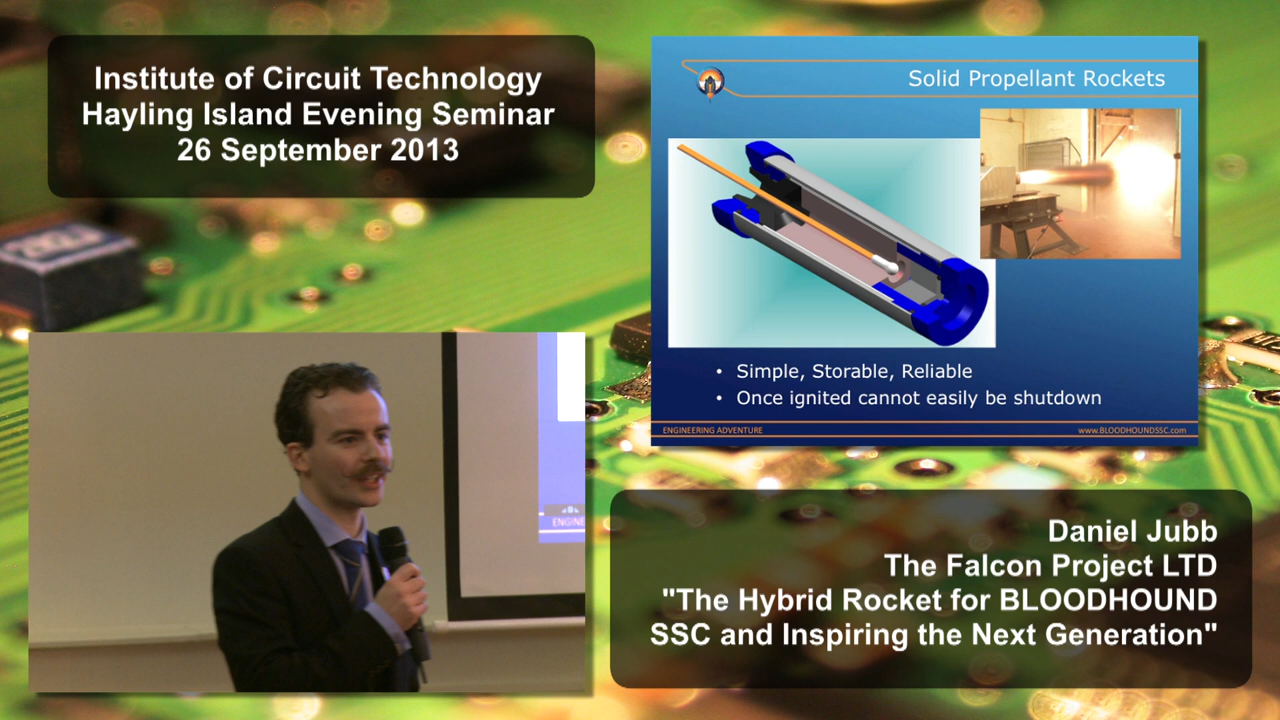 Institute of Circuit Technology
Hayling Island Evening Seminar
26 September 2013
Solid Propellant Rockets
• Simple, Storable, Reliable
• Once ignited cannot easily be shutdown
ENGINEERING ADVENTURE
www.BLOODHOUNDSSC.com
ENGINE
Daniel Jubb
The Falcon Project LTD
"The Hybrid Rocket for BLOODHOUND
SSC and Inspiring the Next Generation"